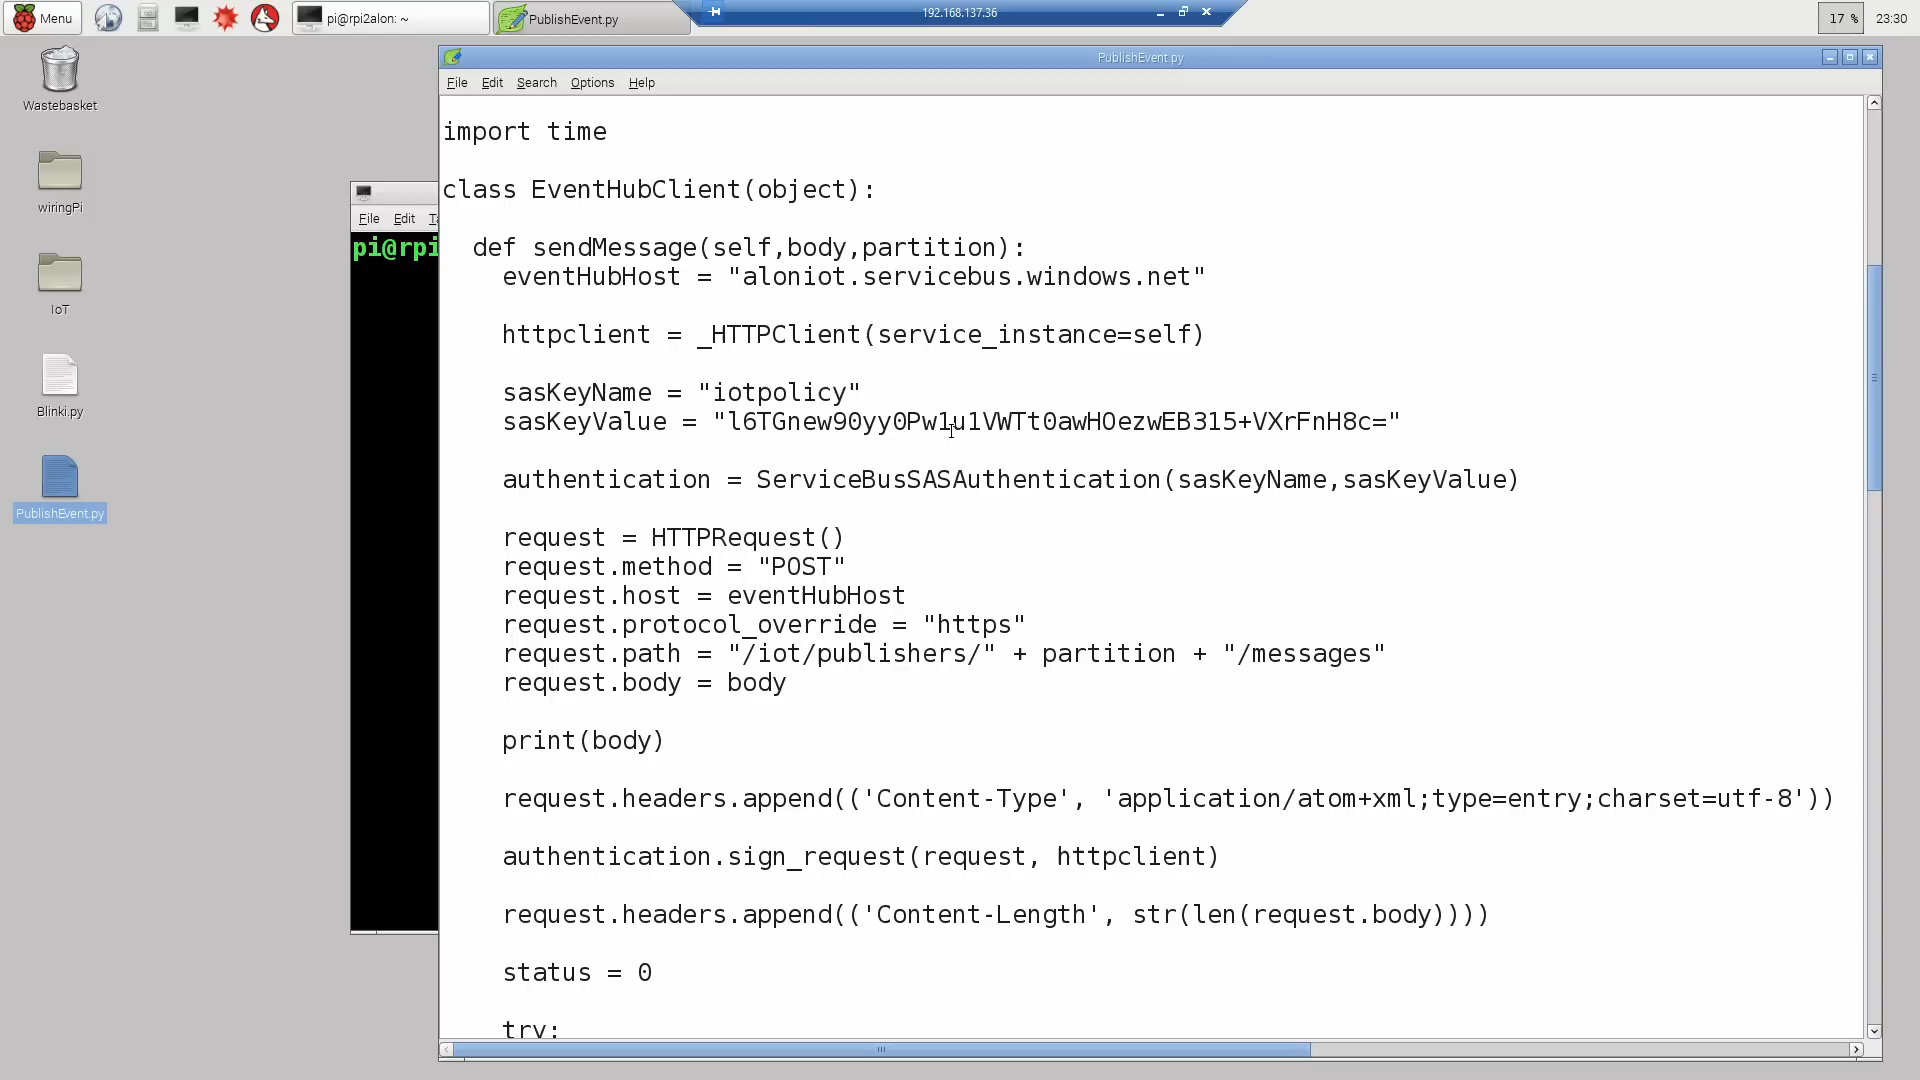 Menu
pi@rpi2alon: ~
PublishEvent.py
192.168.137.36
17 %
23:30
Wastebasket
wiringPi
IoT
Blinki.py
PublishEvent.py
File Edit
pi@rpi
PublishEvent.py
File Edit Search Options Help
import time
class EventHubClient(object):
def sendMessage(self,body,partition):
eventHubHost = "aloniot.servicebus.windows.net"
httpclient = _HTTPClient(service_instance=self)
sasKeyName = "iotpolicy"
sasKeyValue = "l6TGnew90yy0Pw1u1VWTt0awHOezwEB315+VXrFnH8c="
authentication = ServiceBusSASAuthentication(sasKeyName,sasKeyValue)
request = HTTPRequest()
request.method = "POST"
request.host = eventHubHost
request.protocol_override = "https"
request.path = "/iot/publishers/" + partition + "/messages"
request.body = body
print(body)
request.headers.append(('Content-Type', 'application/atom+xml;type=entry;charset=utf-8'))
authentication.sign_request(request, httpclient)
request.headers.append(('Content-Length', str(len(request.body))))
status = 0
try: